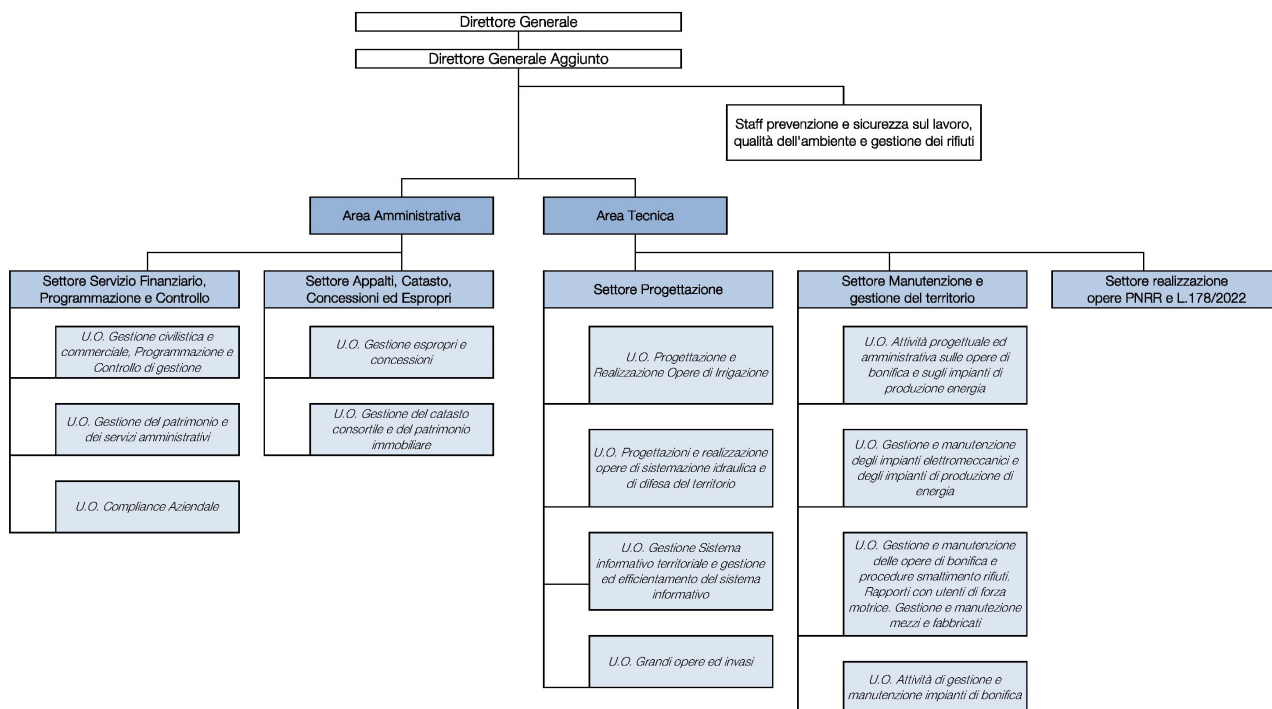 Direttore Generale
Direttore Generale Aggiunto
Staff prevenzione e sicurezza sul lavoro,
qualità dell'ambiente e gestione dei rifiuti
Area Amministrativa
Area Tecnica
Settore Servizio Finanziario,
Programmazione e Controllo
U.O. Gestione civilistica e
commerciale, Programmazione e
Controllo di gestione
U.O. Gestione del patrimonio e
dei servizi amministrativi
U.O. Compliance Aziendale
Settore Appalti, Catasto,
Concessioni ed Espropri
U.O. Gestione espropri e
concessioni
U.O. Gestione del catasto
consortile e del patrimonio
immobiliare
Settore Progettazione
U.O. Progettazione e
Realizzazione Opere di Irrigazione
U.O. Progettazioni e realizzazione
opere di sistemazione idraulica e
di difesa del territorio
U.O. Gestione Sistema
informativo territoriale e gestione
ed efficientamento del sistema
informativo
U.O. Grandi opere ed invasi
Settore Manutenzione e
gestione del territorio
U.O. Attività progettuale ed
amministrativa sulle opere di
bonifica e sugli impianti di
produzione energia
U.O. Gestione e manutenzione
degli impianti elettromeccanici e
degli impianti di produzione di
energia
U.O. Gestione e manutenzione
delle opere di bonifica e
procedure smaltimento rifiuti.
Rapporti con utenti di forza
motrice. Gestione e manutezione
mezzi e fabbricati
U.O. Attività di gestione e
manutenzione impianti di bonifica
Settore realizzazione
opere PNRR e L.178/2022